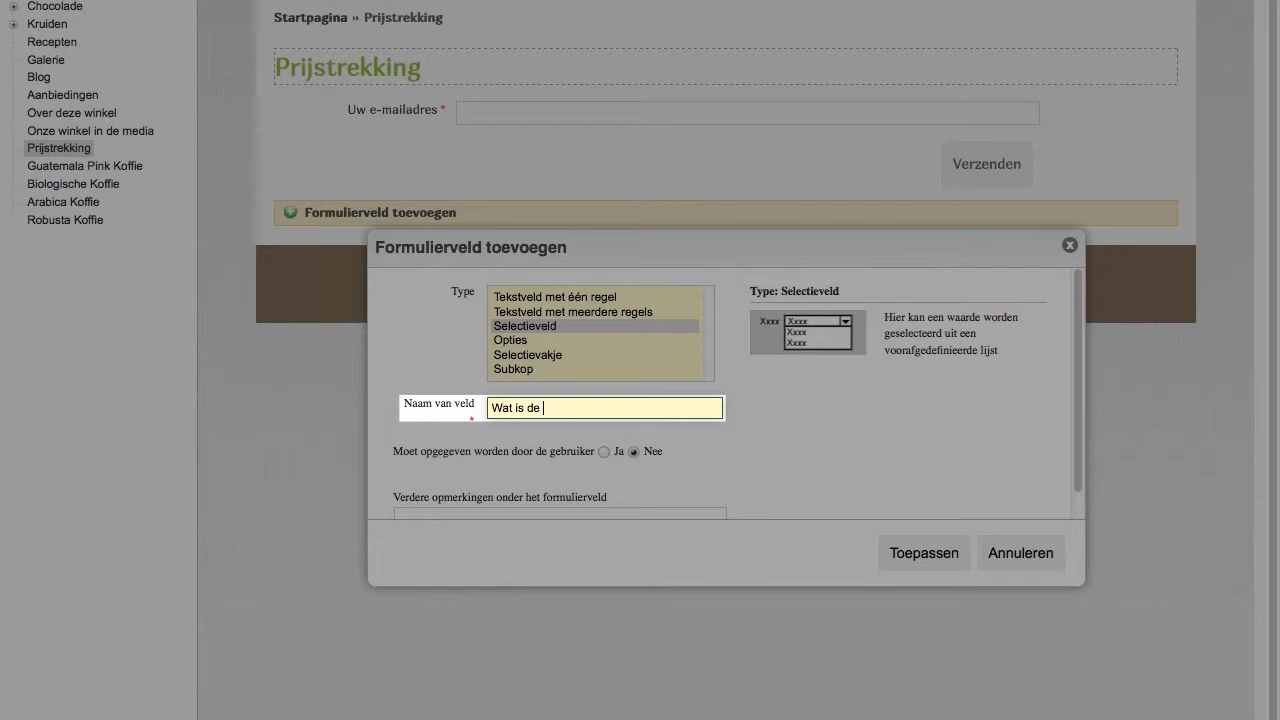 Chocolade
Kruiden
Recepten
Galerie
Blog
Aanbiedingen
Over deze winkel
Onze winkel in de media
Prijstrekking
Guatemala Pink Koffie
Biologische Koffie
Arabica Koffie
Robusta Koffie
Startpagina » Prijstrekking
Prijstrekking
Uw e-mailadres *
Verzenden
Formulierveld toevoegen
Formulierveld toevoegen
x
Type
Tekstveld met één regel
Tekstveld met meerdere regels
Selectieveld
Opties
Selectievakje
Subkop
Type: Selectieveld
Xxxx Xxxx
Xxxx
Xxxx
Hier kan een waarde worden
geselecteerd uit een
voorafgedefinieerde lijst
Naam van veld
*
Wat is de
Moet opgegeven worden door de gebruiker Ja Nee
Verdere opmerkingen onder het formulierveld
Toepassen
Annuleren